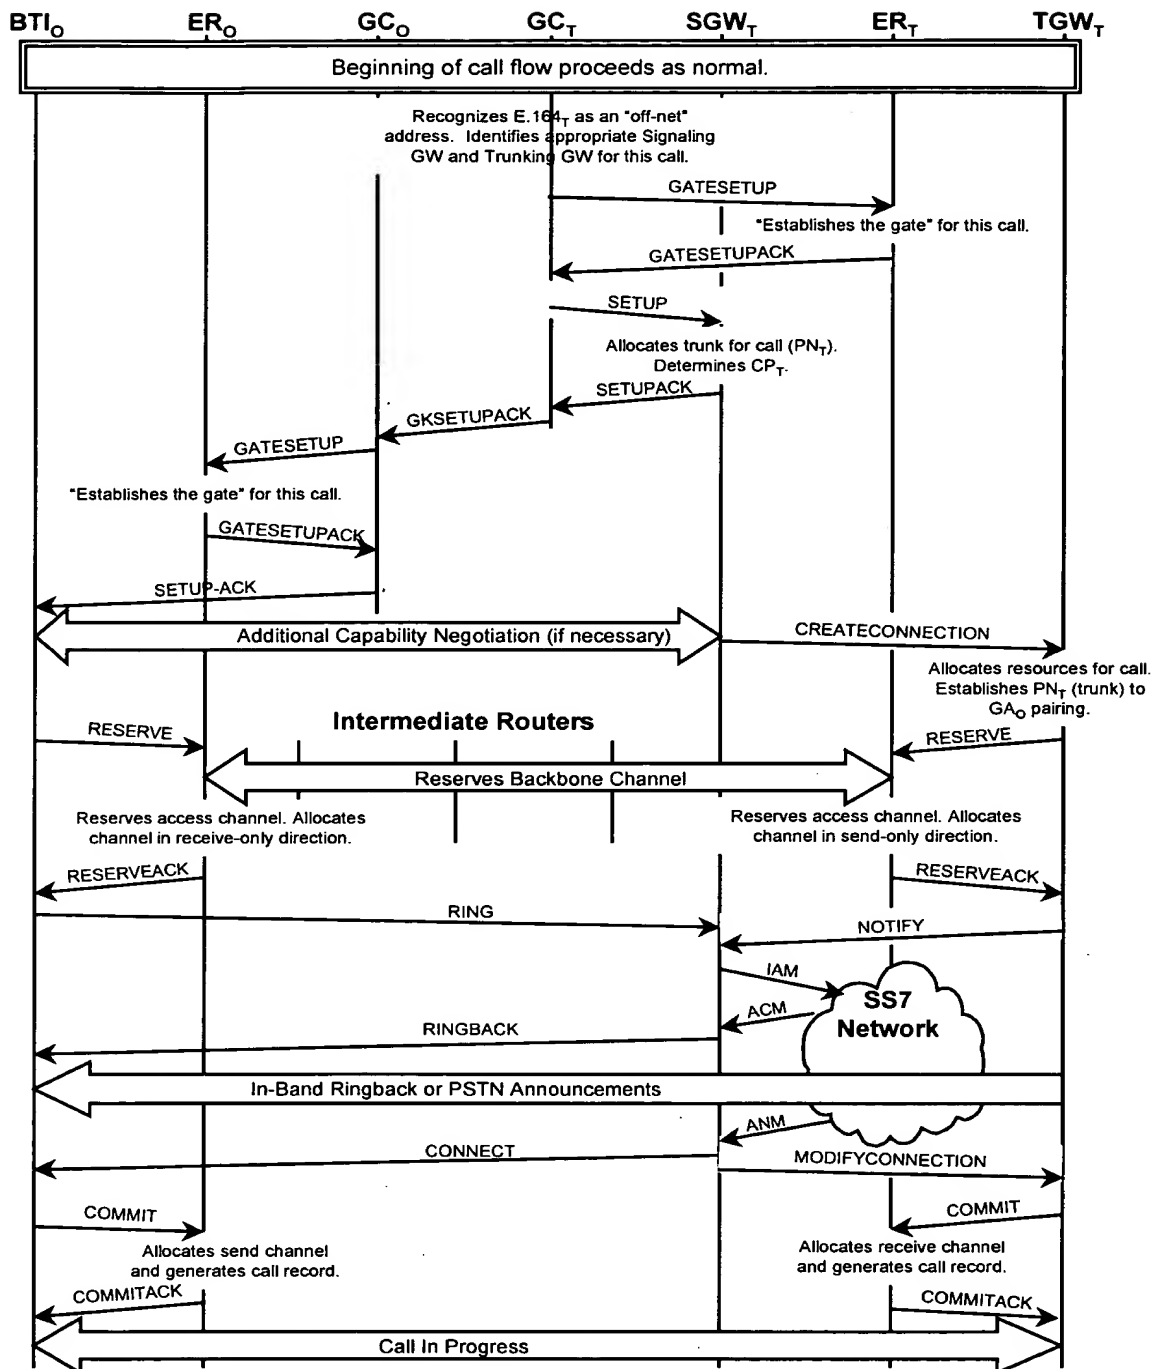 BTIO ERO GCO GCT SGWT ERT TGWT
Beginning of call flow proceeds as normal.
Recognizes E.164T as an "off-net"
address. Identifies appropriate Signaling
GW and Trunking GW for this call.
GATESETUP
"Establishes the gate" for this call.
GATESETUPACK
SETUP
Allocates trunk for call (PNT).
Determines CPT.
SETUPACK
GKSETUPACK
GATESETUP
"Establishes the gate" for this call.
GATESETUPACK
SETUP-ACK
Additional Capability Negotiation (if necessary)
CREATECONNECTION
Allocates resources for call.
Establishes PNT (trunk) to
GAO pairing.
Intermediate Routers
RESERVE
RESERVE
Reserves Backbone Channel
Reserves access channel. Allocates
channel in receive-only direction.
Reserves access channel. Allocates
channel in send-only direction.
RESERVEACK
RESERVEACK
RING
NOTIFY
IAM
SS7
Network
ACM
RINGBACK
In-Band Ringback or PSTN Announcements
ANM
CONNECT
MODIFYCONNECTION
COMMIT
COMMIT
Allocates send channel
and generates call record.
Allocates receive channel
and generates call record.
COMMITACK
COMMITACK
Call In Progress